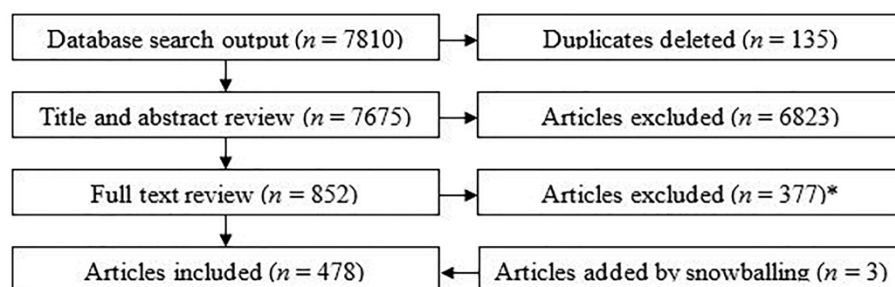 Database search output (n = 7810)
Duplicates deleted (n = 135)
Title and abstract review (n = 7675)
Articles excluded (n = 6823)
Full text review (n = 852)
Articles excluded (n = 377)*
Articles included (n = 478)
Articles added by snowballing (n = 3)